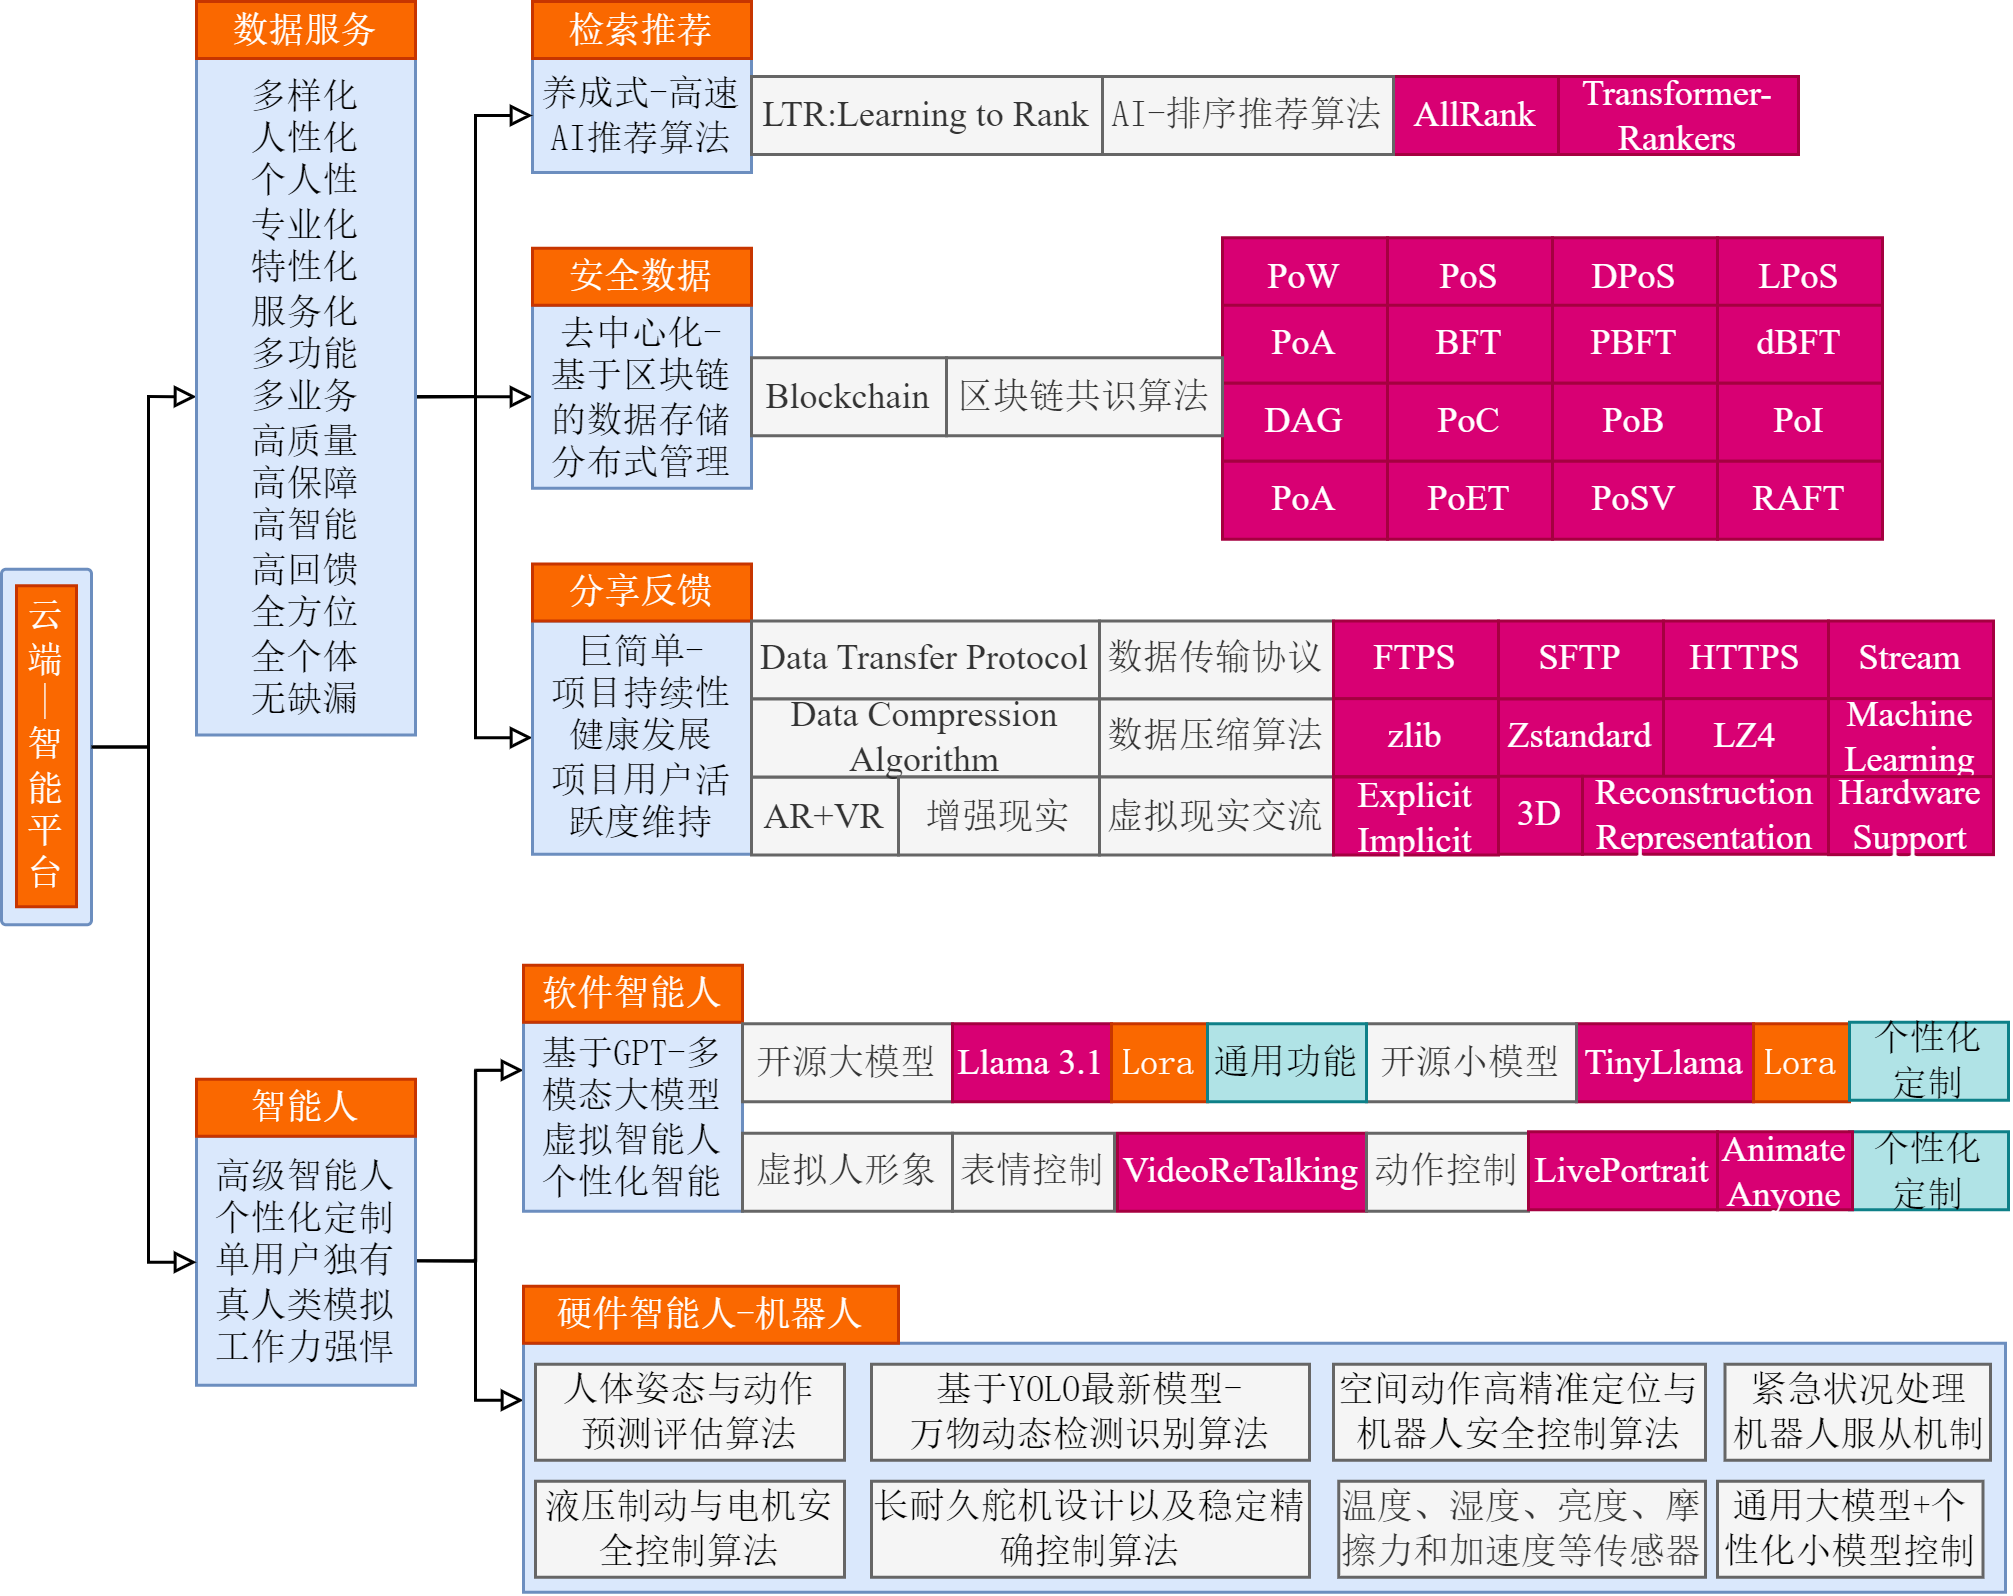 云
端
|
智
能
平
台
数据服务
多样化
人性化
个人性
专业化
特性化
服务化
多功能
多业务
高质量
高保障
高智能
高回馈
全方位
全个体
无缺漏
检索推荐
养成式-高速
AI推荐算法
LTR:Learning to Rank
AI-排序推荐算法
AllRank
Transformer-
Rankers
安全数据
去中心化-
基于区块链
的数据存储
分布式管理
Blockchain
区块链共识算法
PoW PoS DPoS LPoS
PoA BFT PBFT dBFT
DAG PoC PoB PoI
PoA PoET PoSV RAFT
分享反馈
巨简单-
项目持续性
健康发展
项目用户活
跃度维持
Data Transfer Protocol
数据传输协议
FTPS SFTP HTTPS Stream
Data Compression
Algorithm
数据压缩算法
zlib Zstandard LZ4
Machine
Learning
AR+VR
增强现实
虚拟现实交流
Explicit
Implicit
3D
Reconstruction
Representation
Hardware
Support
智能人
高级智能人
个性化定制
单用户独有
真人类模拟
工作力强悍
软件智能人
基于GPT-多
模态大模型
虚拟智能人
个性化智能
开源大模型
Llama 3.1
Lora
通用功能
开源小模型
TinyLlama
Lora
个性化
定制
虚拟人形象
表情控制
VideoReTalking
动作控制
LivePortrait
Animate
Anyone
个性化
定制
硬件智能人-机器人
人体姿态与动作
预测评估算法
基于YOLO最新模型-
万物动态检测识别算法
空间动作高精准定位与
机器人安全控制算法
紧急状况处理
机器人服从机制
液压制动与电机安
全控制算法
长耐久舵机设计以及稳定精
确控制算法
温度、湿度、亮度、摩
擦力和加速度等传感器
通用大模型+个
性化小模型控制